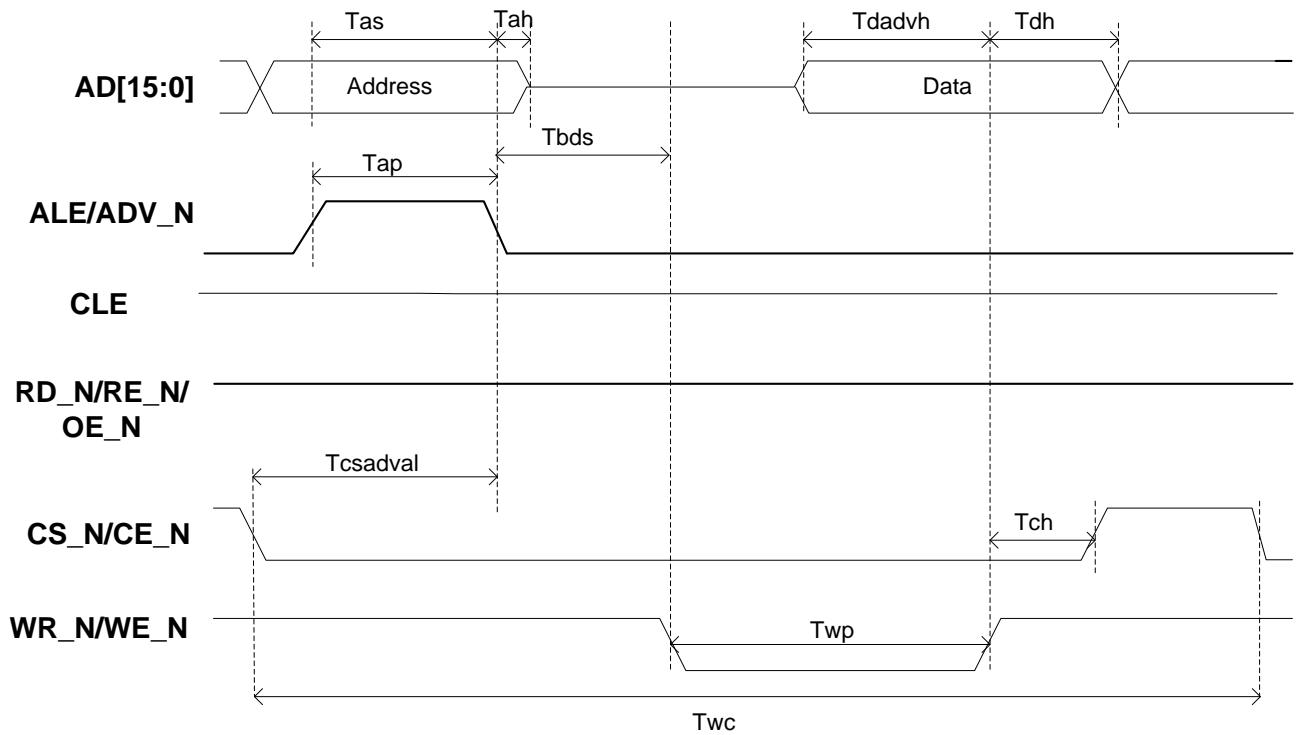 Tas
Tah
Tdadvh
Tdh
AD[15:0]
Address
Data
Tbds
Tap
ALE/ADV_N
CLE
RD_N/RE_N/
OE_N
Tcsadval
CS_N/CE_N
Tch
WR_N/WE_N
Twp
Twc